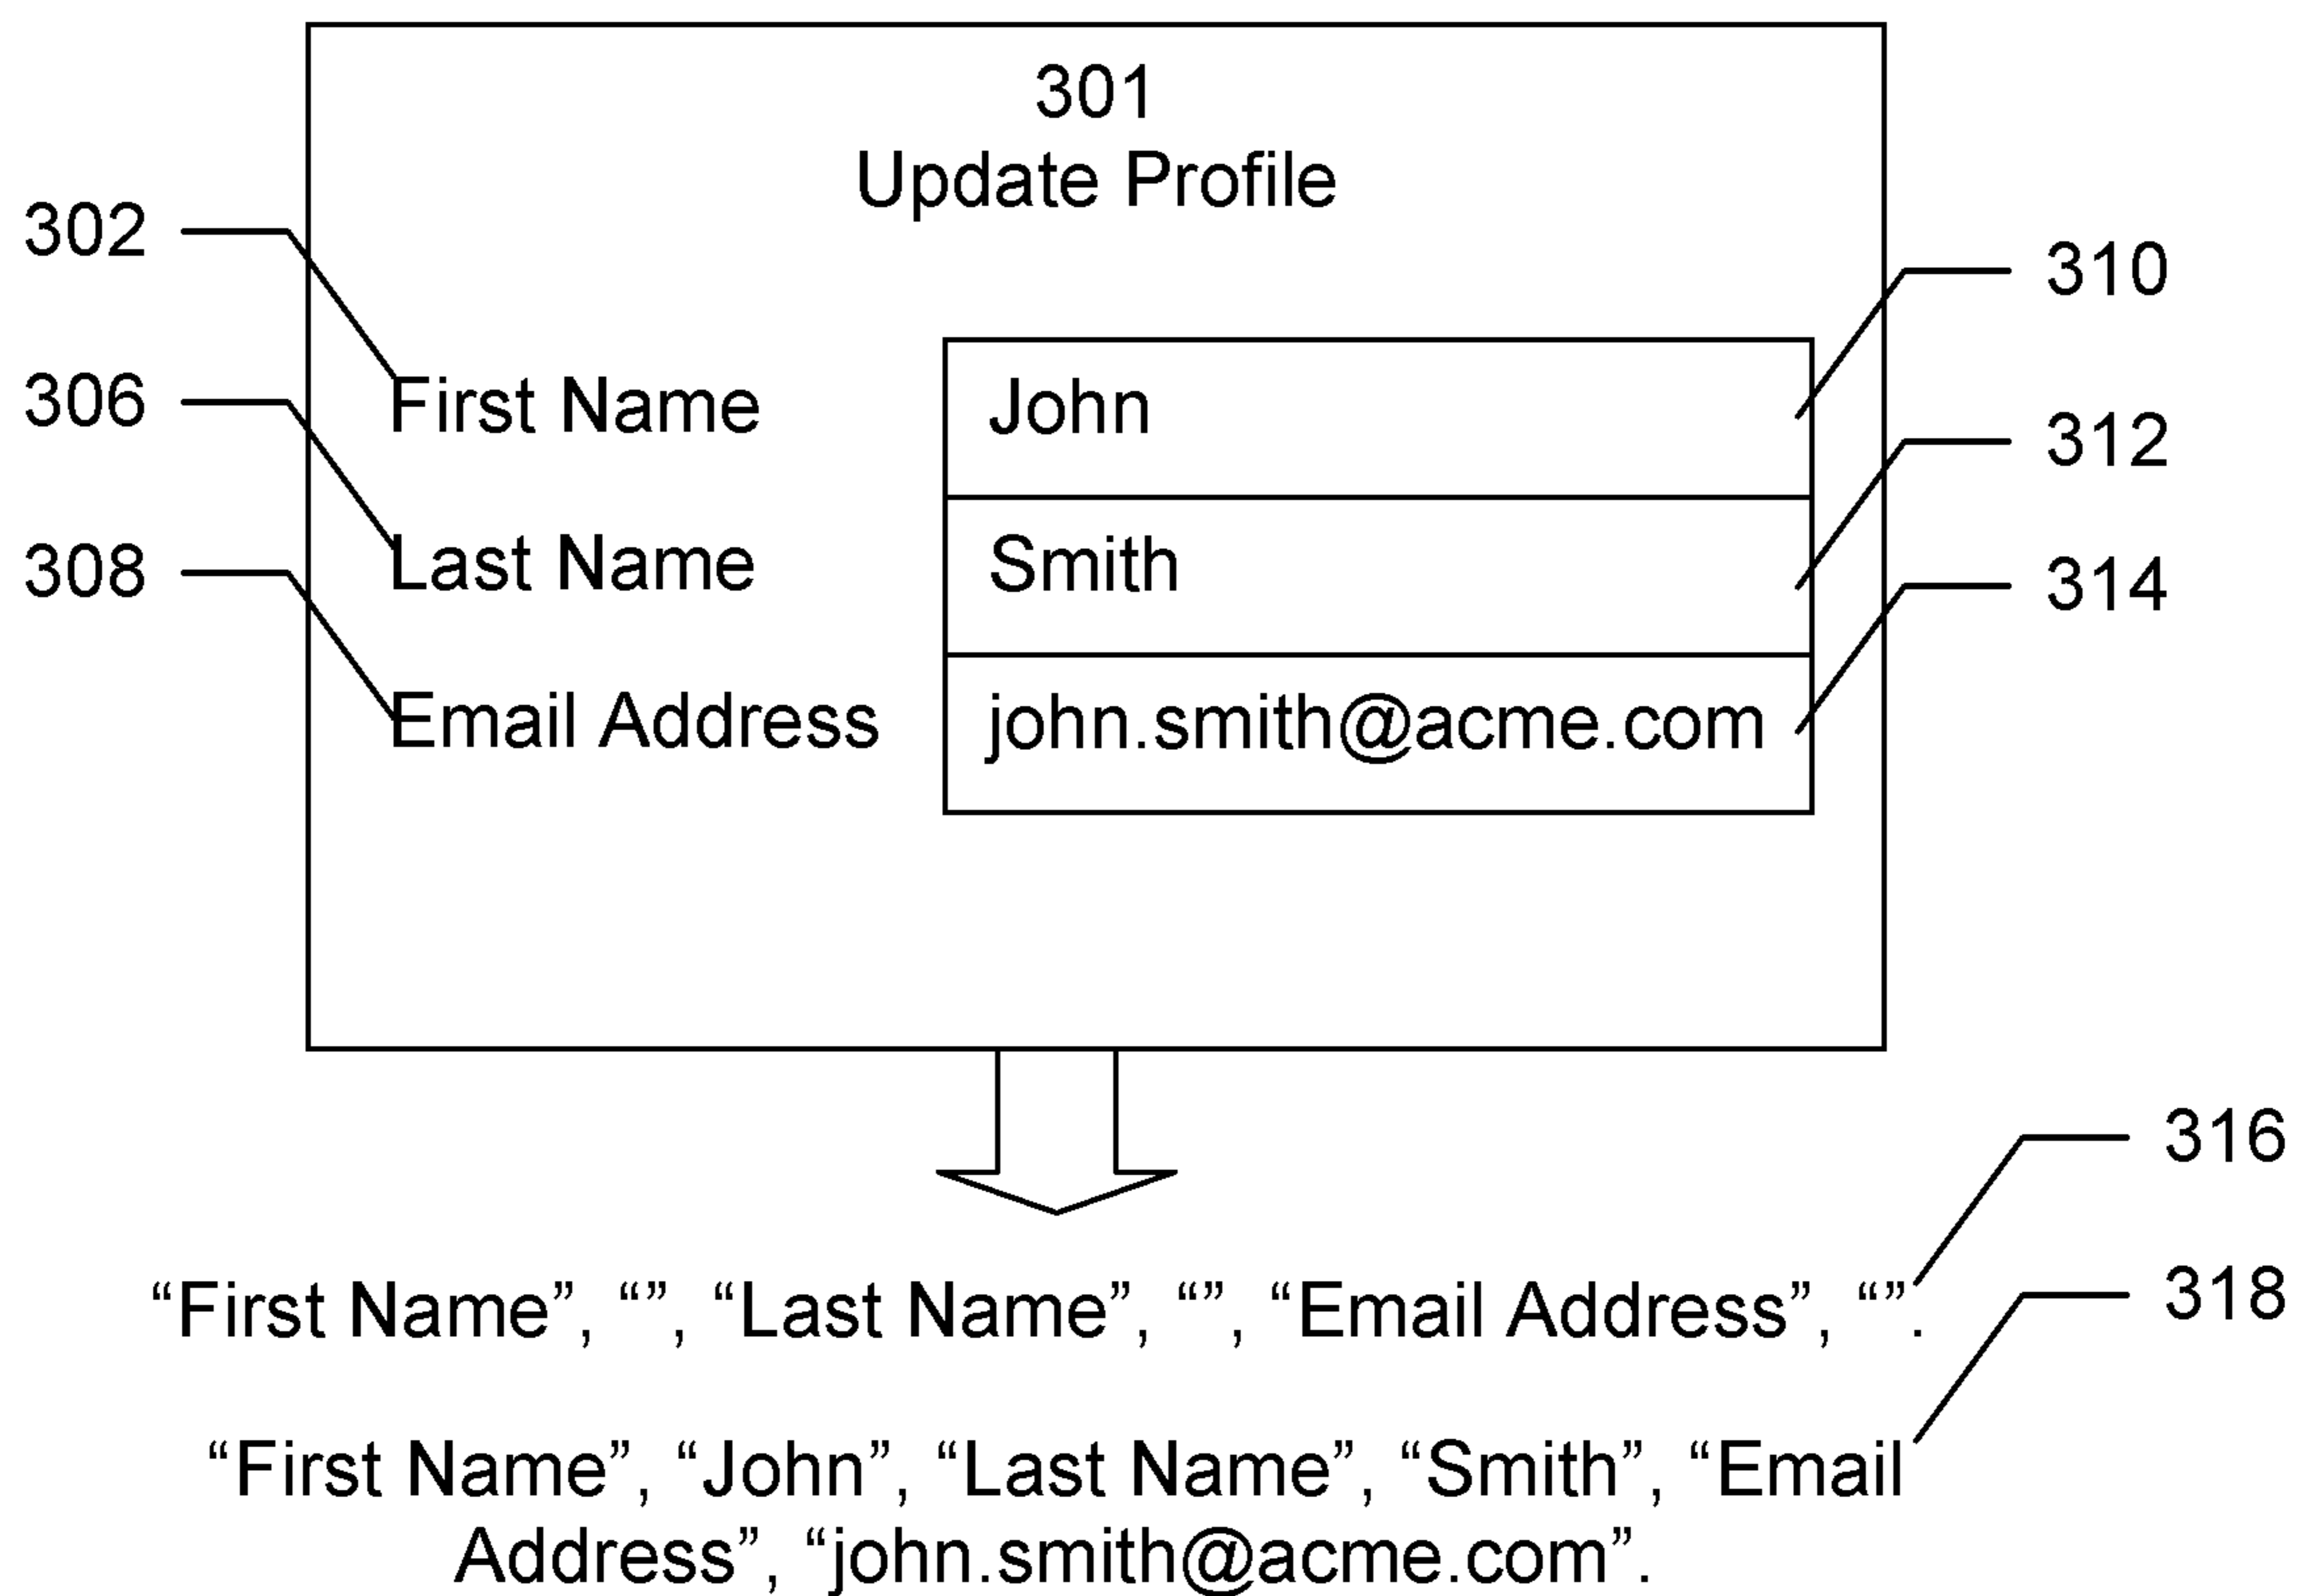 301
Update Profile
302
310
306 First Name John
312
308 Last Name Smith
314
Email Address john.smith@acme.com
316
“First Name”, “”, “Last Name”, “”, “Email Address”, “”.
318
“First Name”, “John”, “Last Name”, “Smith”, “Email
Address”, “john.smith@acme.com”.